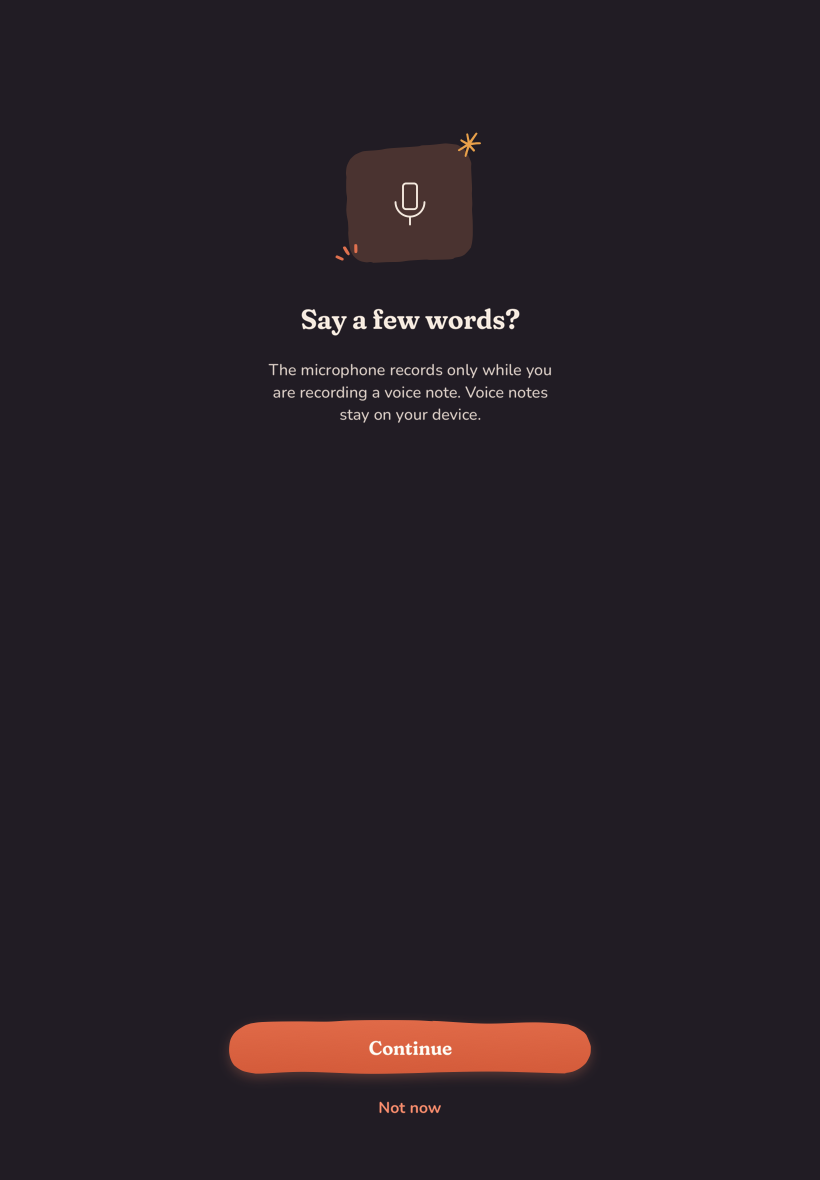 Say a few words?
The microphone records only while you
are recording a voice note. Voice notes
stay on your device.
Continue
Not now